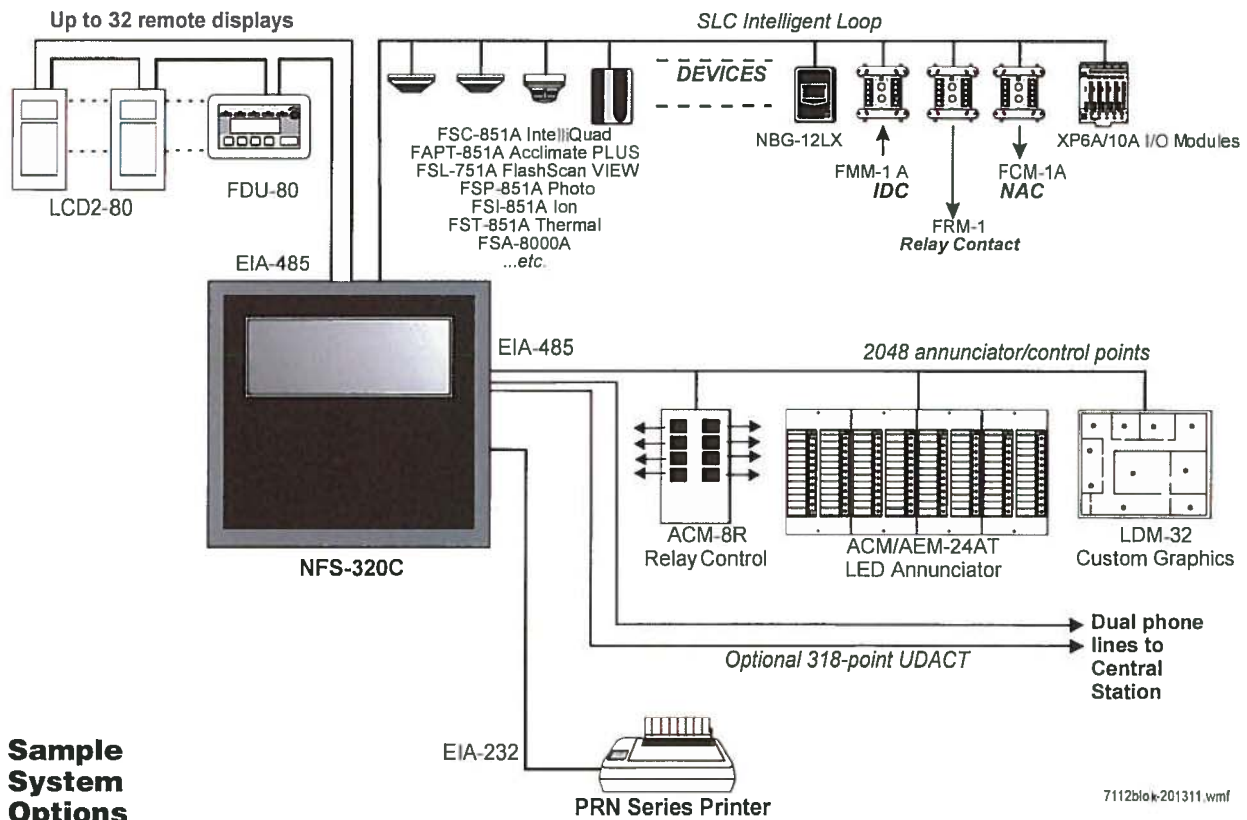 Up to 32 remote displays
SLC Intelligent Loop
DEVICES
LCD2-80
FDU-80
FSC-851A IntelliQuad
FAPT-851A Acclimate PLUS
FSL-751A FlashScan VIEW
FSP-851A Photo
FSI-851A Ion
FST-851A Thermal
FSA-8000A
...etc.
NBG-12LX
FMM-1 A
IDC
FRM-1
Relay Contact
FCM-1A
NAC
XP6A/10A I/O Modules
EIA-485
EIA-485
2048 annunciator/control points
NFS-320C
ACM-8R
Relay Control
ACM/AEM-24AT
LED Annunciator
LDM-32
Custom Graphics
Optional 318-point UDACT
Dual phone
lines to
Central
Station
EIA-232
PRN Series Printer
Sample
System
Options
7112blok-201311.wmf